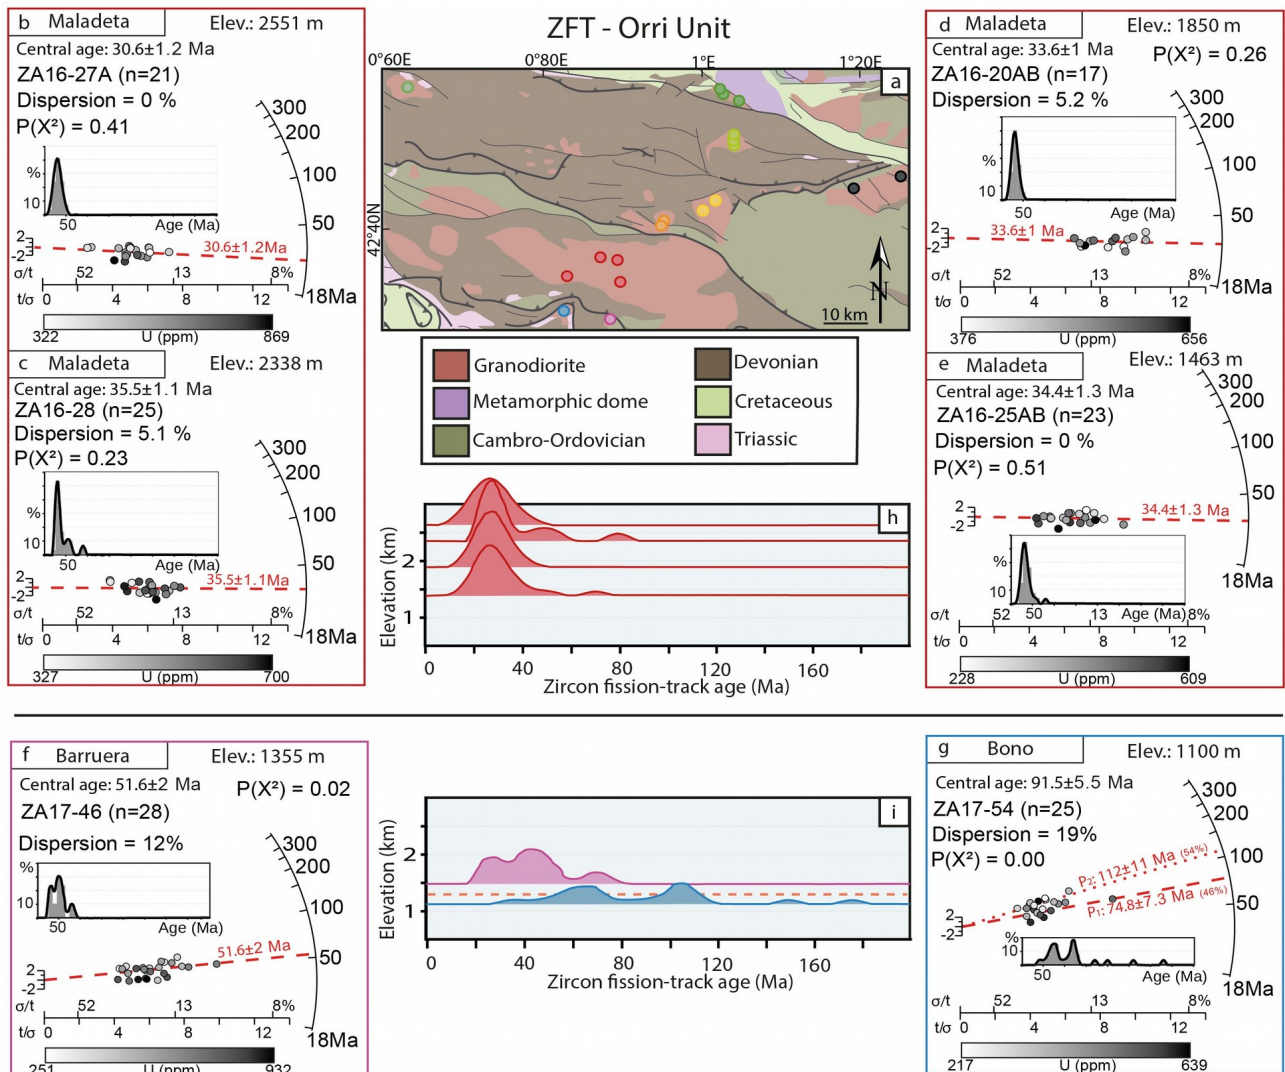 ZFT - Orri Unit
b Maladeta Elev.: 2551 m
Central age: 30.6±1.2 Ma
ZA16-27A (n=21)
Dispersion = 0 %
P(X²) = 0.41
300
200
100
50
18Ma
%
10
50 Age (Ma)
30.6±1.2Ma
2
-2
σ/t 52 13 8%
t/σ 0 4 8 12
322 U (ppm) 869
c Maladeta Elev.: 2338 m
Central age: 35.5±1.1 Ma
ZA16-28 (n=25)
Dispersion = 5.1 %
P(X²) = 0.23
300
200
100
50
18Ma
%
10
50 Age (Ma)
35.5±1.1Ma
2
-2
σ/t 52 13 8%
t/σ 0 4 8 12
327 U (ppm) 700
0°60E 0°80E 1°E 1°20E
42°40N
a
N
10 km
Granodiorite
Metamorphic dome
Cambro-Ordovician
Devonian
Cretaceous
Triassic
h
Elevation (km)
2
1
0 40 80 120 160
Zircon fission-track age (Ma)
d Maladeta Elev.: 1850 m
Central age: 33.6±1 Ma
P(X²) = 0.26
ZA16-20AB (n=17)
Dispersion = 5.2 %
300
200
100
50
18Ma
%
10
50 Age (Ma)
33.6±1 Ma
2
-2
σ/t 52 13 8%
t/σ 0 4 8 12
376 U (ppm) 656
e Maladeta Elev.: 1463 m
Central age: 34.4±1.3 Ma
ZA16-25AB (n=23)
Dispersion = 0 %
P(X²) = 0.51
300
200
100
50
18Ma
34.4±1.3 Ma
2
-2
%
10
50 Age (Ma)
σ/t 52 13 8%
t/σ 0 4 8 12
228 U (ppm) 609
f Barruera Elev.: 1355 m
Central age: 51.6±2 Ma
P(X²) = 0.02
ZA17-46 (n=28)
Dispersion = 12%
300
200
100
50
18Ma
%
10
50 Age (Ma)
51.6±2 Ma
2
-2
σ/t 52 13 8%
t/σ 0 4 8 12
251 U (ppm) 932
i
Elevation (km)
2
1
0 40 80 120 160
Zircon fission-track age (Ma)
g Bono Elev.: 1100 m
Central age: 91.5±5.5 Ma
ZA17-54 (n=25)
Dispersion = 19%
P(X²) = 0.00
300
200
100
50
18Ma
P₂: 112±11 Ma (54%)
P₁: 74.8±7.3 Ma (46%)
2
-2
%
10
50 Age (Ma)
σ/t 52 13 8%
t/σ 0 4 8 12
217 U (ppm) 639